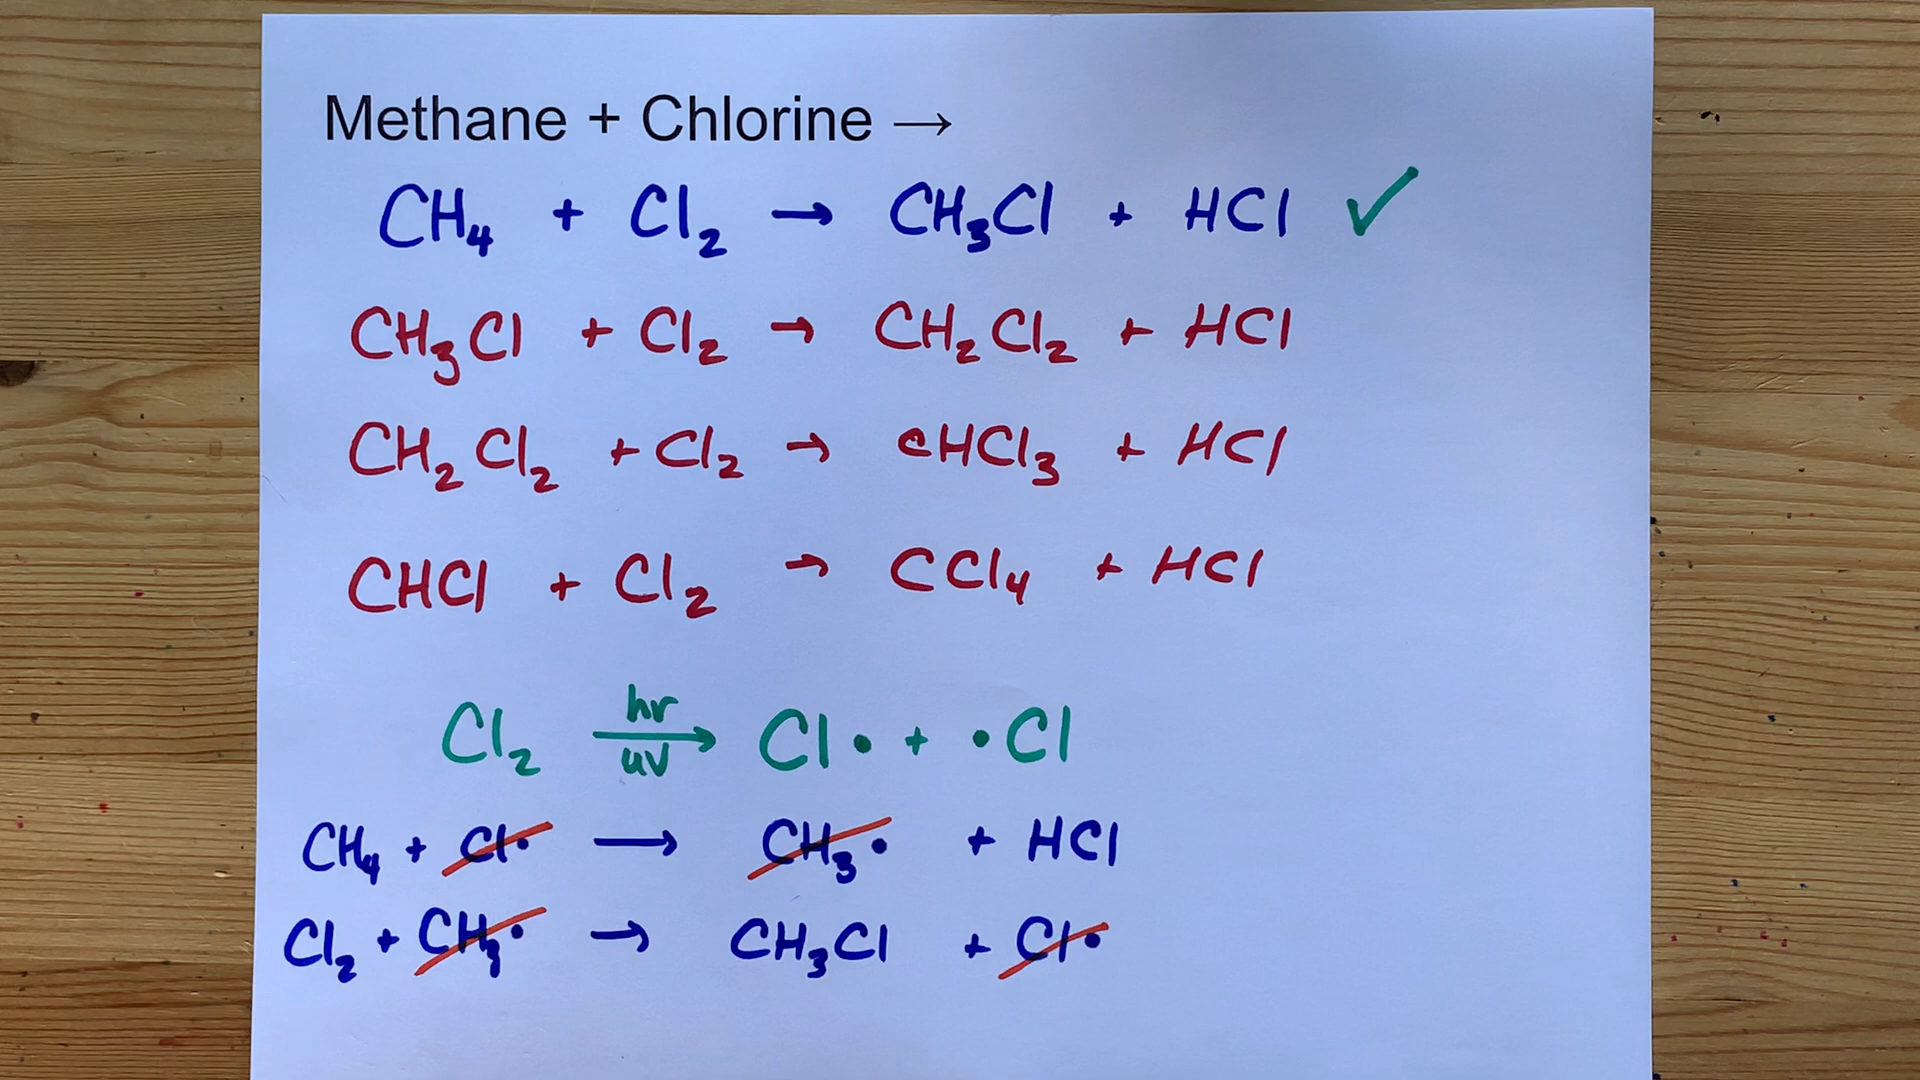 Methane + Chlorine →
CH₄ + Cl₂ → CH₃Cl + HCl ✓
CH₃Cl + Cl₂ → CH₂Cl₂ + HCl
CH₂Cl₂ + Cl₂ → CHCl₃ + HCl
CHCl + Cl₂ → CCl₄ + HCl
hr
Cl₂ → Cl• + •Cl
uv
CH₄ + Cl• → CH₃• + HCl
Cl₂ + CH₃• → CH₃Cl + Cl•